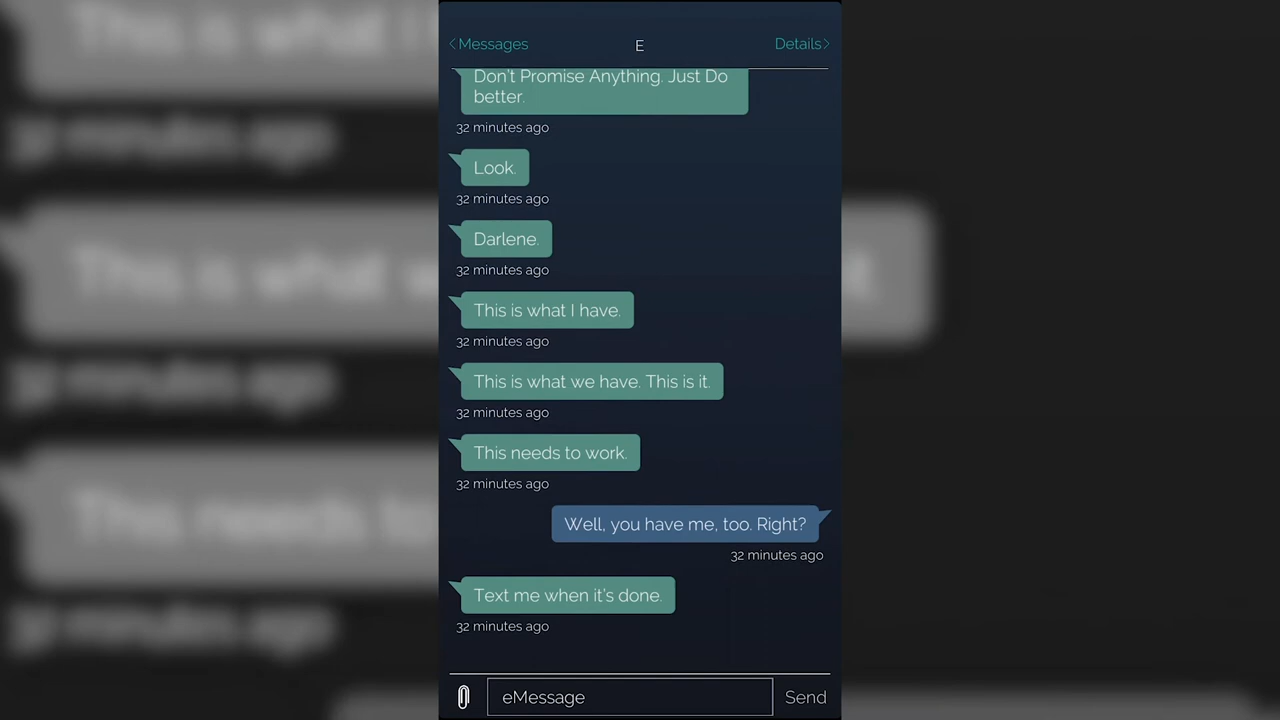 Messages
E
Details
Don't Promise Anything. Just Do
better.
32 minutes ago
Look.
32 minutes ago
Darlene.
32 minutes ago
This is what I have.
32 minutes ago
This is what we have. This is it.
32 minutes ago
This needs to work.
32 minutes ago
Well, you have me, too. Right?
32 minutes ago
Text me when it's done.
32 minutes ago
eMessage
Send